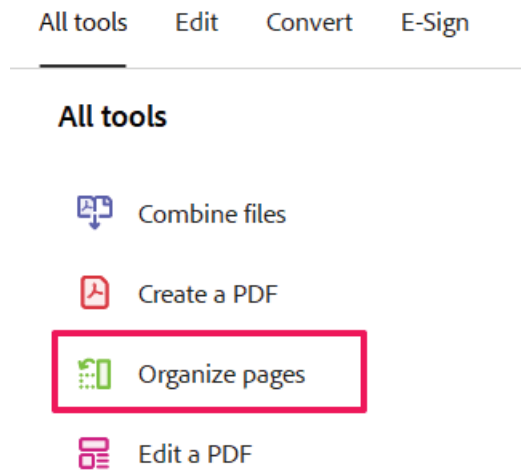 All tools Edit Convert E-Sign
All tools
Combine files
Create a PDF
Organize pages
Edit a PDF